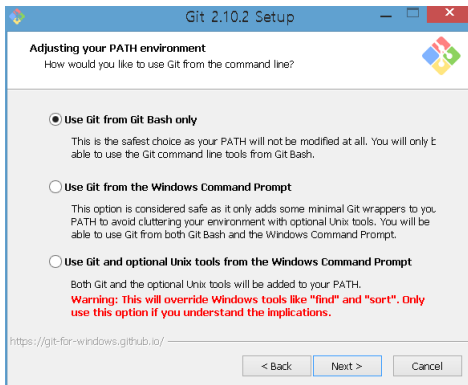 Git 2.10.2 Setup
Adjusting your PATH environment
How would you like to use Git from the command line?
Use Git from Git Bash only
This is the safest choice as your PATH will not be modified at all. You will only
able to use the Git command line tools from Git Bash.
Use Git from the Windows Command Prompt
This option is considered safe as it only adds some minimal Git wrappers to
PATH to avoid cluttering your environment with optional Unix tools. You will be
able to use Git from both Git Bash and the Windows Command Prompt.
Use Git and optional Unix tools from the Windows Command Prompt
Both Git and the optional Unix tools will be added to your PATH.
Warning: This will override Windows tools like "find" and "sort". Only
use this option if you understand the implications.
https://git-for-windows.github.io/
< Back Next > Cancel